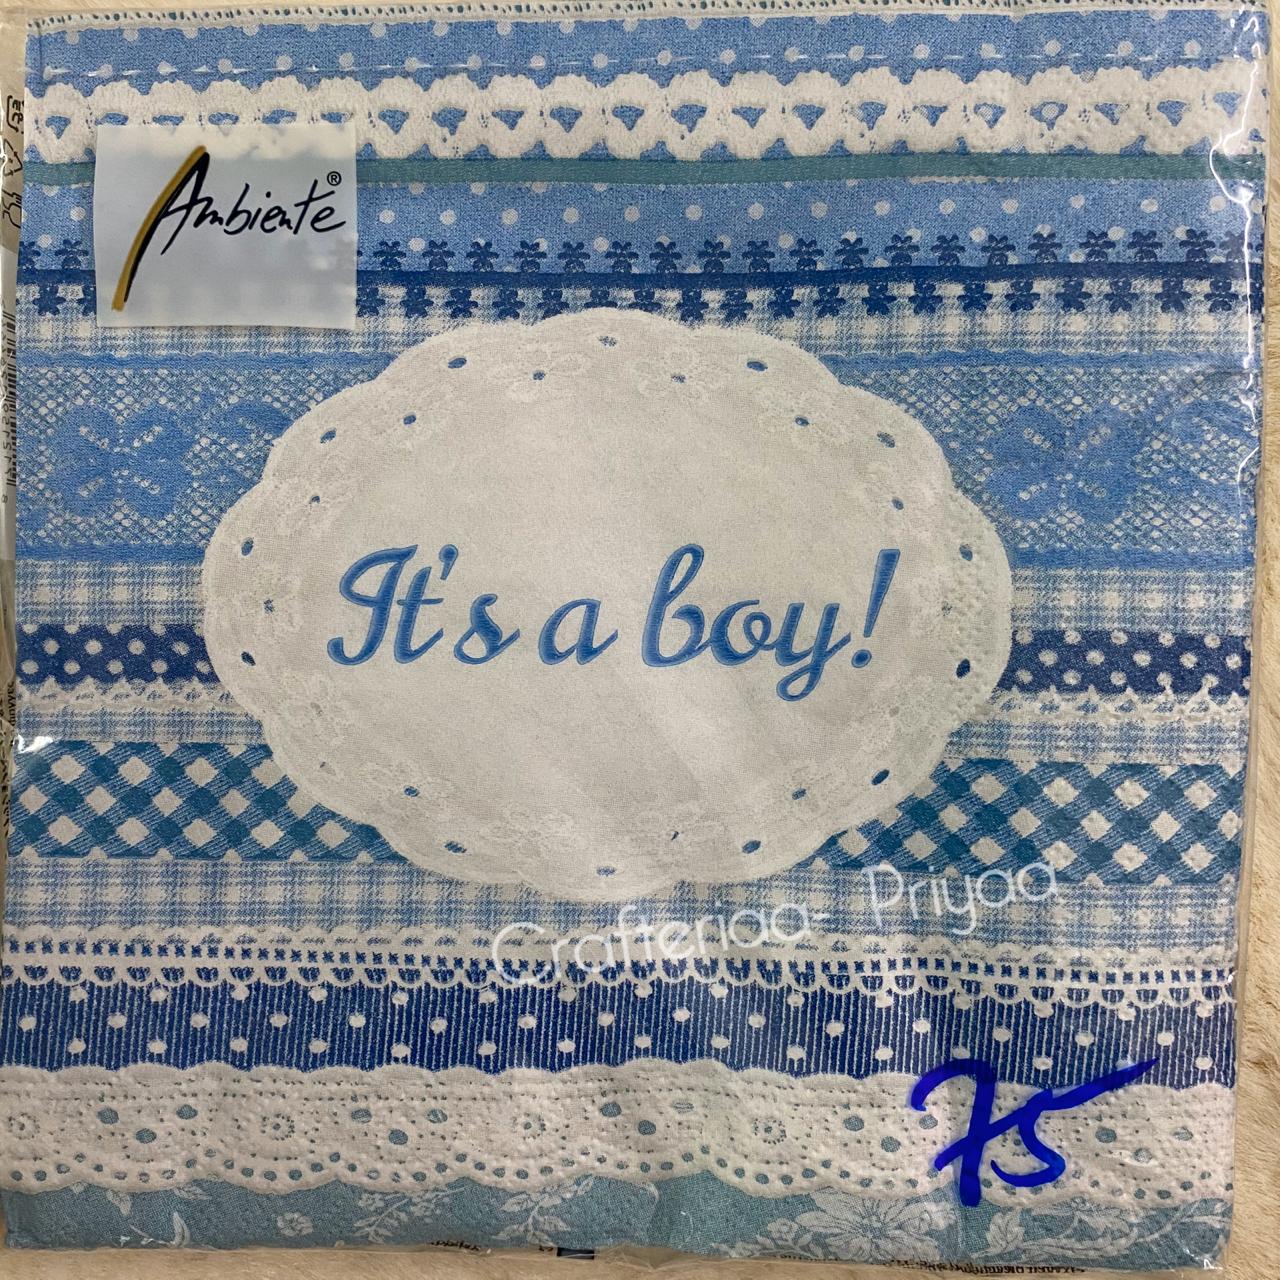 Ambiente®
It's a boy!
Crafteriaa- Priyaa
75